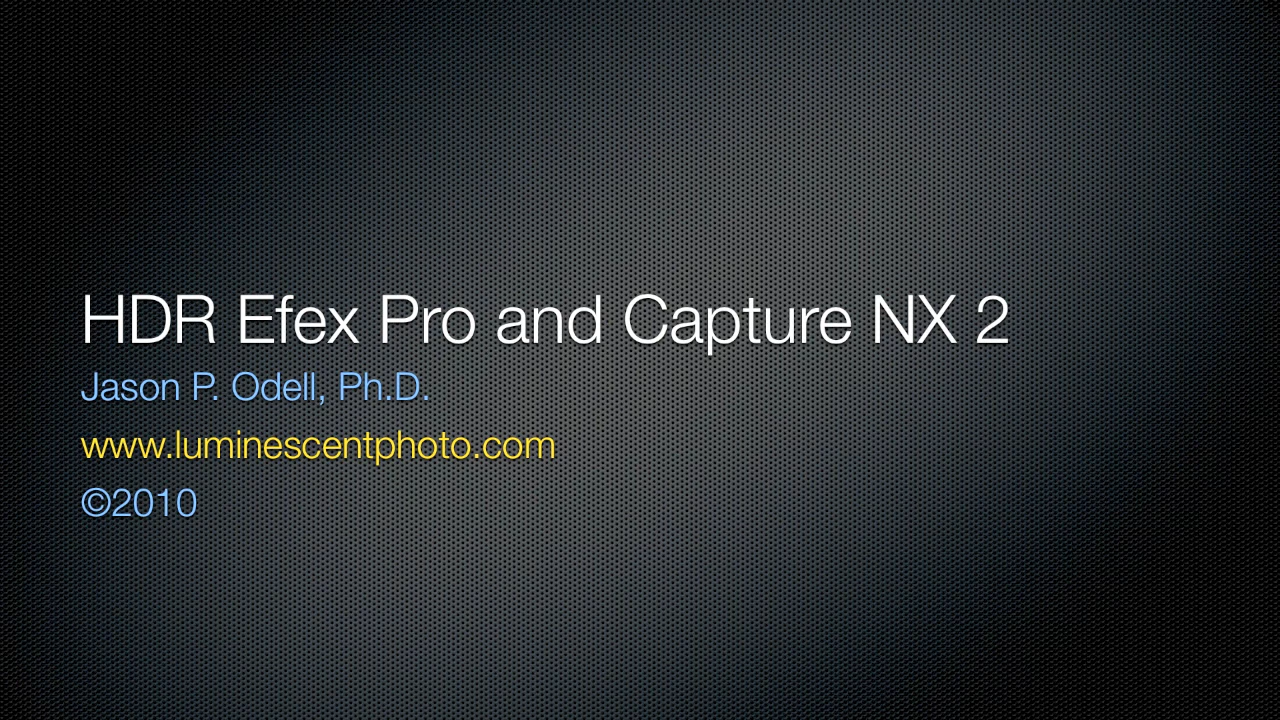 HDR Efex Pro and Capture NX 2
Jason P. Odell, Ph.D.
www.luminescentphoto.com
©2010